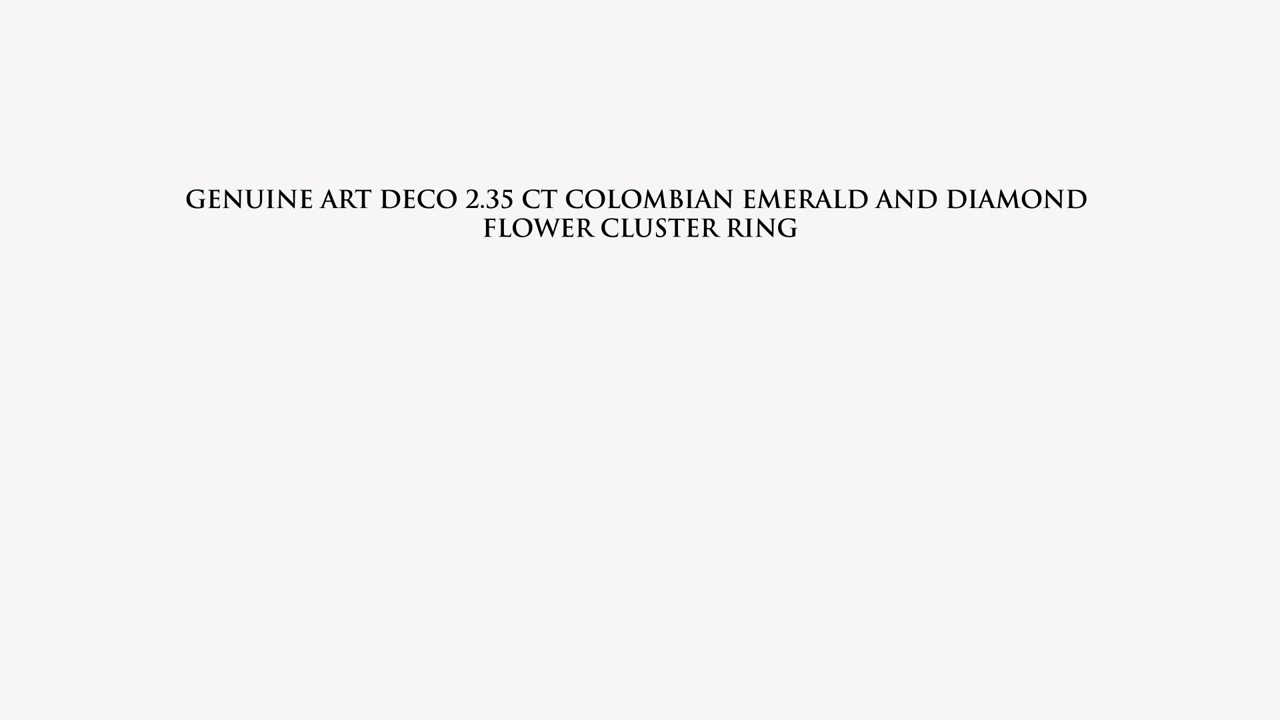 GENUINE ART DECO 2.35 CT COLOMBIAN EMERALD AND DIAMOND
FLOWER CLUSTER RING